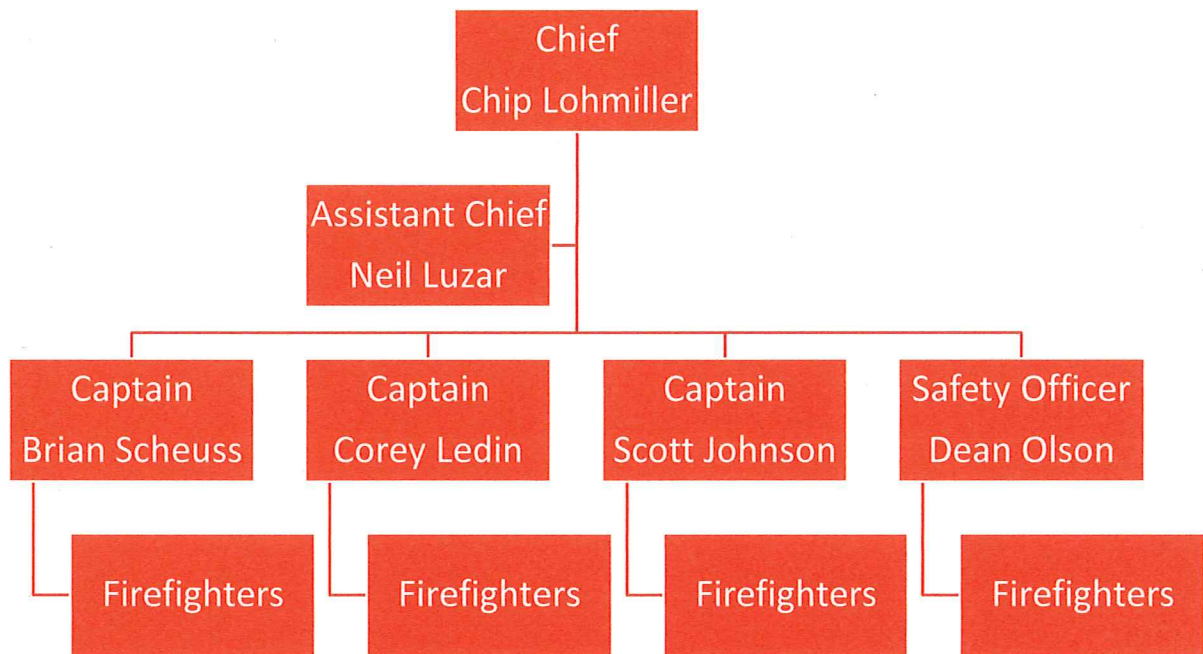 Chief
Chip Lohmiller
Assistant Chief
Neil Luzar
Captain
Brian Scheuss
Captain
Corey Ledin
Captain
Scott Johnson
Safety Officer
Dean Olson
Firefighters
Firefighters
Firefighters
Firefighters